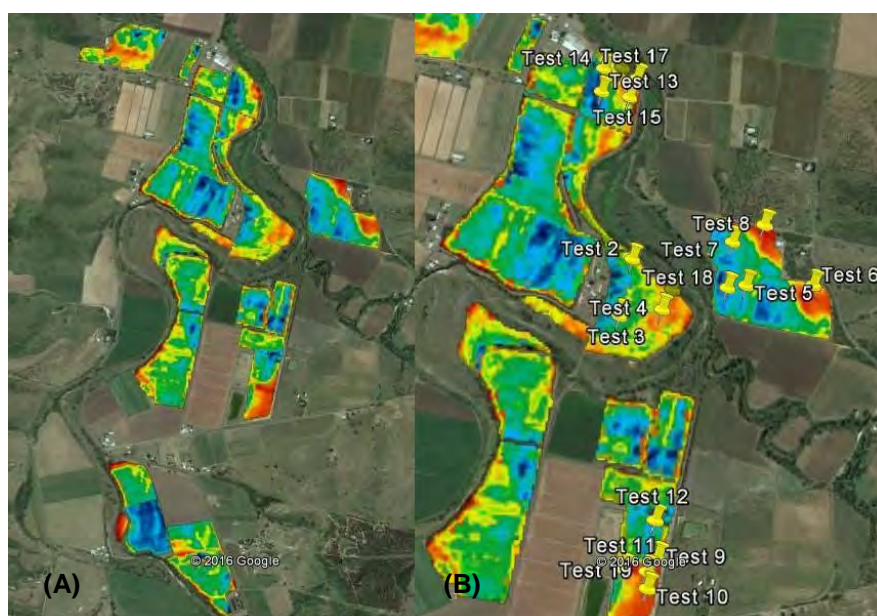 Test 14
Test 17
Test 13
Test 15
Test 2
Test 8
Test 7
Test 18
Test 5
Test 6
Test 4
Test 3
Test 12
Test 11
Test 9
© 2016 Google
© 2016 Google
Test 19
Test 10
(A)
(B)